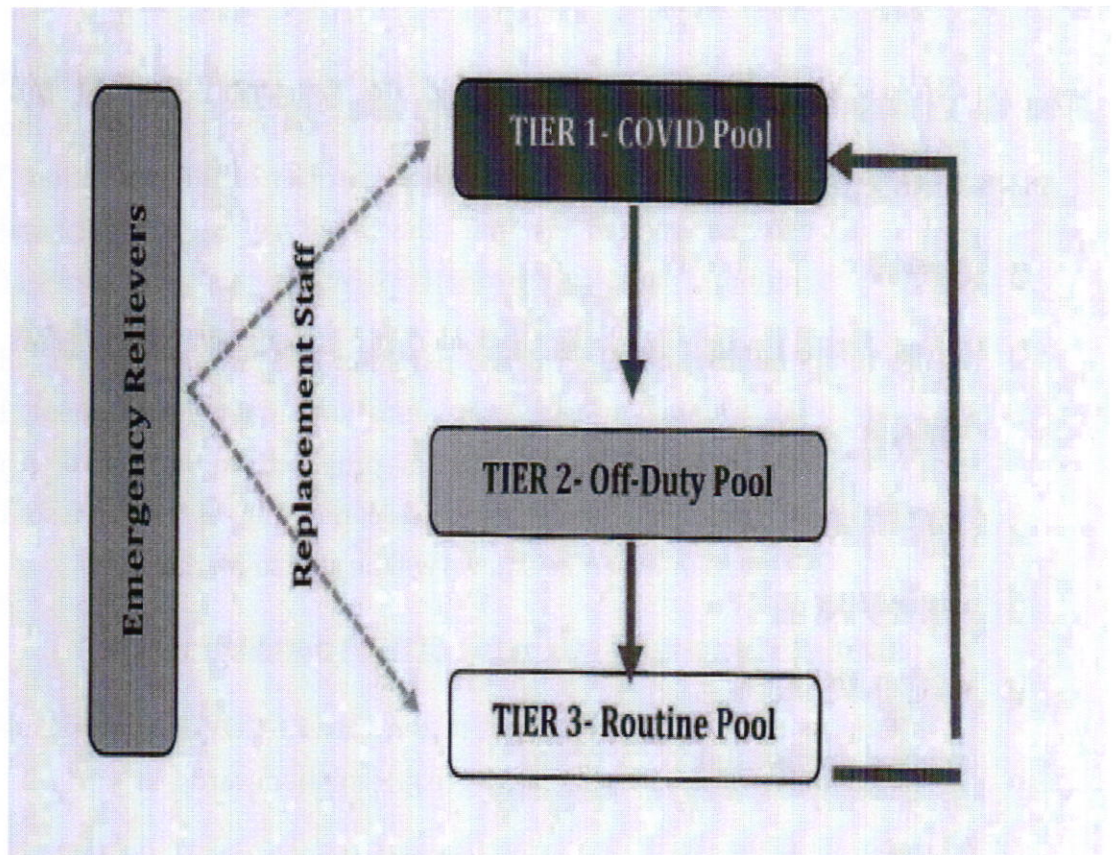 Emergency Relievers
Replacement Staff
TIER 1- COVID Pool
TIER 2- Off-Duty Pool
TIER 3- Routine Pool